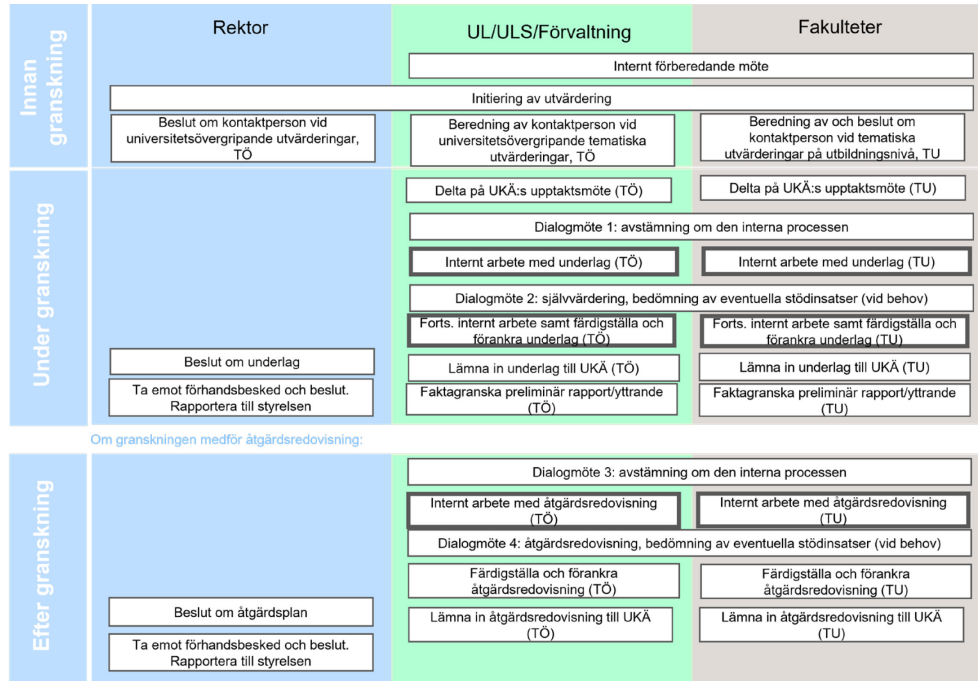 Rektor
UL/ULS/Förvaltning
Fakulteter
Innan
granskning
Internt förberedande möte
Initiering av utvärdering
Beslut om kontaktperson vid
universitetsövergripande utvärderingar,
TÖ
Beredning av kontaktperson vid
universitetsövergripande tematiska
utvärderingar, TÖ
Beredning av och beslut om
kontaktperson vid tematiska
utvärderingar på utbildningsnivå, TU
Under granskning
Delta på UKÄ:s upptaktsmöte (TÖ)
Delta på UKÄ:s upptaktsmöte (TU)
Dialogmöte 1: avstämning om den interna processen
Internt arbete med underlag (TÖ)
Internt arbete med underlag (TU)
Dialogmöte 2: självvärdering, bedömning av eventuella stödinsatser (vid behov)
Forts. internt arbete samt färdigställa och
förankra underlag (TÖ)
Forts. internt arbete samt färdigställa och
förankra underlag (TU)
Beslut om underlag
Lämna in underlag till UKÄ (TÖ)
Lämna in underlag till UKÄ (TU)
Ta emot förhandsbesked och beslut.
Rapportera till styrelsen
Faktagranska preliminär rapport/yttrande
(TÖ)
Faktagranska preliminär rapport/yttrande
(TU)
Om granskningen medför åtgärdsredovisning:
Efter granskning
Dialogmöte 3: avstämning om den interna processen
Internt arbete med åtgärdsredovisning
(TÖ)
Internt arbete med åtgärdsredovisning
(TU)
Dialogmöte 4: åtgärdsredovisning, bedömning av eventuella stödinsatser (vid behov)
Färdigställa och förankra
åtgärdsredovisning (TÖ)
Färdigställa och förankra
åtgärdsredovisning (TU)
Beslut om åtgärdsplan
Lämna in åtgärdsredovisning till UKÄ
(TÖ)
Lämna in åtgärdsredovisning till UKÄ
(TU)
Ta emot förhandsbesked och beslut.
Rapportera till styrelsen